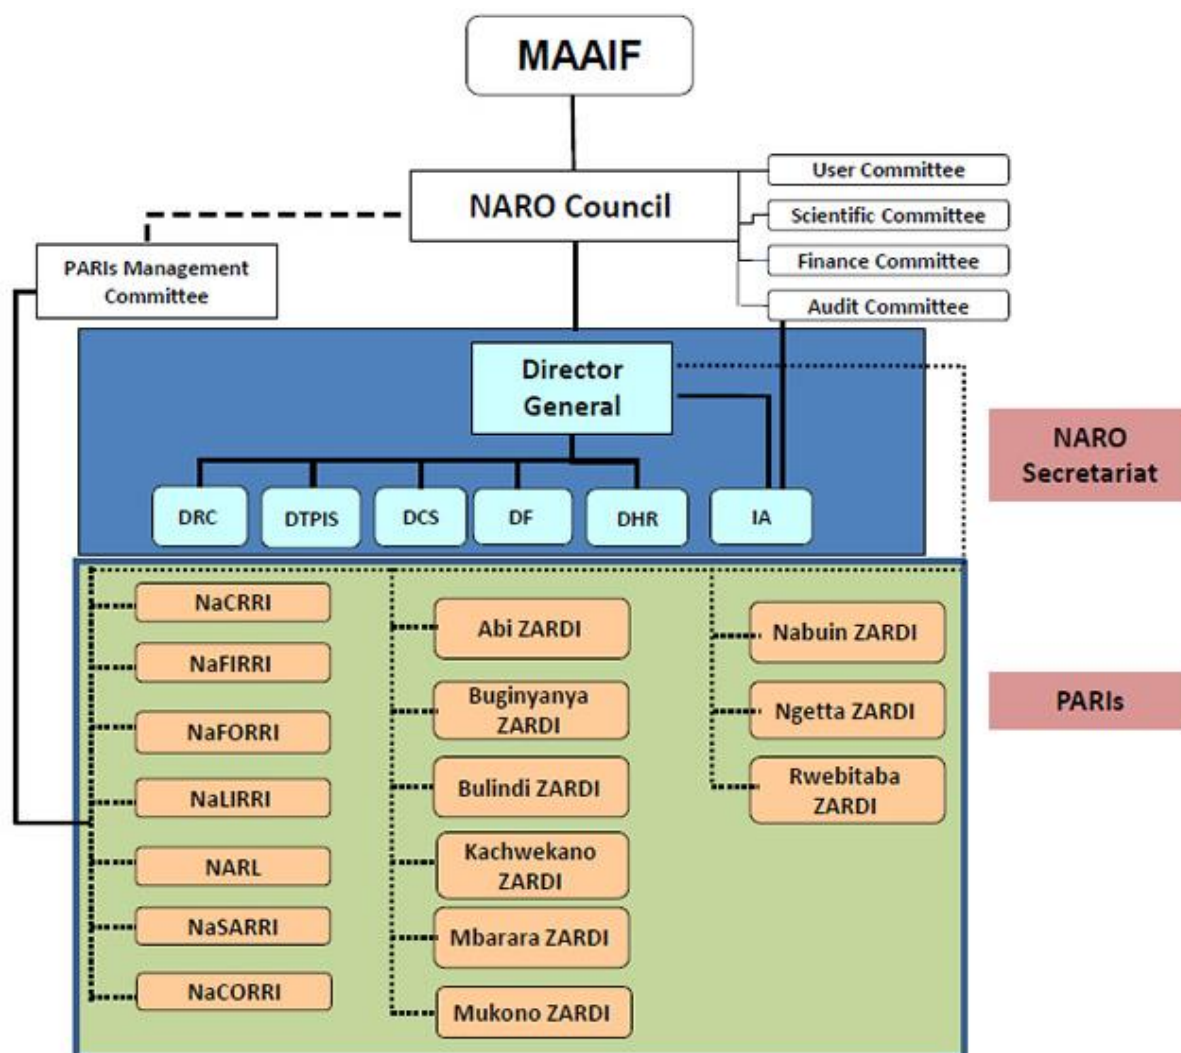 MAAIF
NARO Council
User Committee
Scientific Committee
Finance Committee
Audit Committee
PARIs Management
Committee
Director
General
NARO
Secretariat
DRC
DTPIS
DCS
DF
DHR
IA
NaCRRI
NaFIRRI
NaFORRI
NaLIRRI
NARL
NaSARRI
NaCORRI
Abi ZARDI
Buginyanya
ZARDI
Bulindi ZARDI
Kachwekano
ZARDI
Mbarara ZARDI
Mukono ZARDI
Nabuin ZARDI
Ngetta ZARDI
Rwebitaba
ZARDI
PARIs